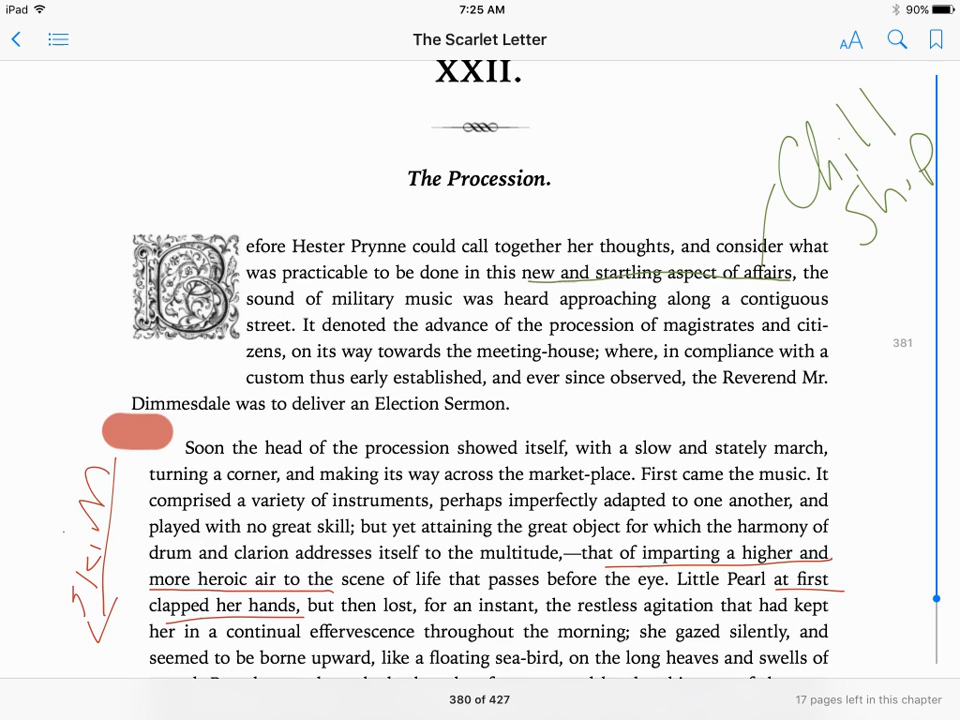 iPad 7:25 AM 90%
The Scarlet Letter AA
XXII.
The Procession.
Chill
Ship
Before Hester Prynne could call together her thoughts, and consider what
was practicable to be done in this new and startling aspect of affairs, the
sound of military music was heard approaching along a contiguous
street. It denoted the advance of the procession of magistrates and citi-
zens, on its way towards the meeting-house; where, in compliance with a
custom thus early established, and ever since observed, the Reverend Mr.
Dimmesdale was to deliver an Election Sermon.
381
Soon the head of the procession showed itself, with a slow and stately march,
turning a corner, and making its way across the market-place. First came the music. It
comprised a variety of instruments, perhaps imperfectly adapted to one another, and
played with no great skill; but yet attaining the great object for which the harmony of
drum and clarion addresses itself to the multitude,—that of imparting a higher and
more heroic air to the scene of life that passes before the eye. Little Pearl at first
clapped her hands, but then lost, for an instant, the restless agitation that had kept
her in a continual effervescence throughout the morning; she gazed silently, and
seemed to be borne upward, like a floating sea-bird, on the long heaves and swells of
380 of 427
17 pages left in this chapter